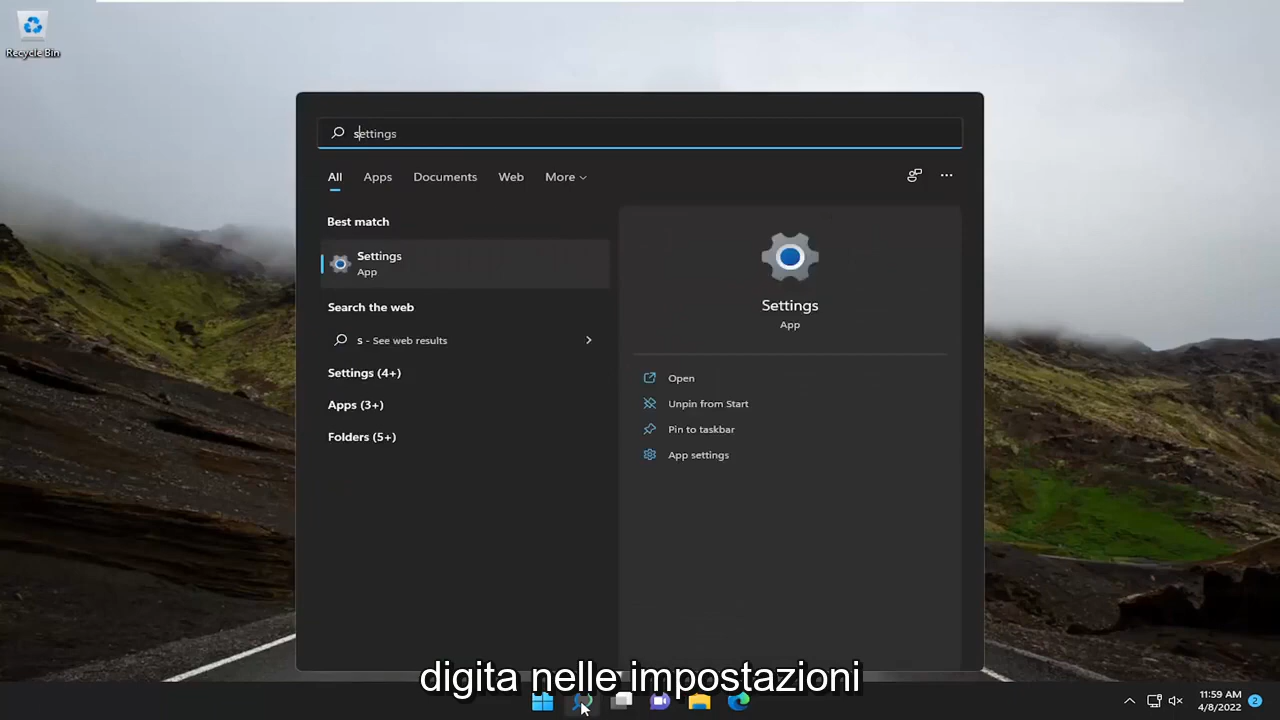 Recycle Bin
settings
All Apps Documents Web More
Best match
Settings
App
Search the web
s - See web results
Settings (4+)
Apps (3+)
Folders (5+)
Settings
App
Open
Unpin from Start
Pin to taskbar
App settings
digita nelle impostazioni
11:59 AM
4/8/2022
2